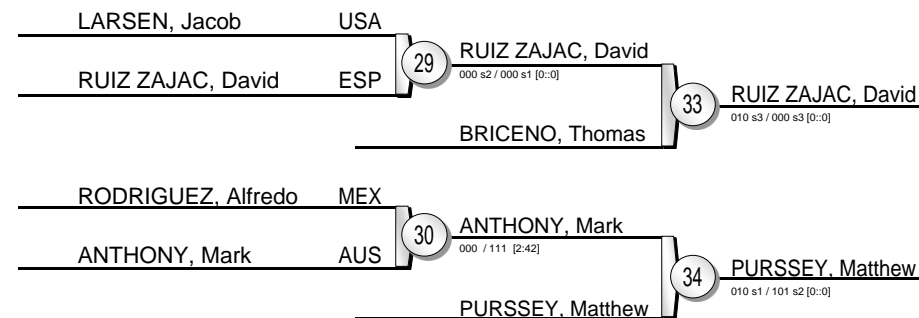 LARSEN, Jacob USA
29
RUIZ ZAJAC, David
000 s2 / 000 s1 [0::0]
RUIZ ZAJAC, David ESP
33
RUIZ ZAJAC, David
010 s3 / 000 s3 [0::0]
BRICENO, Thomas
RODRIGUEZ, Alfredo MEX
30
ANTHONY, Mark
000 / 111 [2:42]
ANTHONY, Mark AUS
34
PURSSEY, Matthew
010 s1 / 101 s2 [0::0]
PURSSEY, Matthew